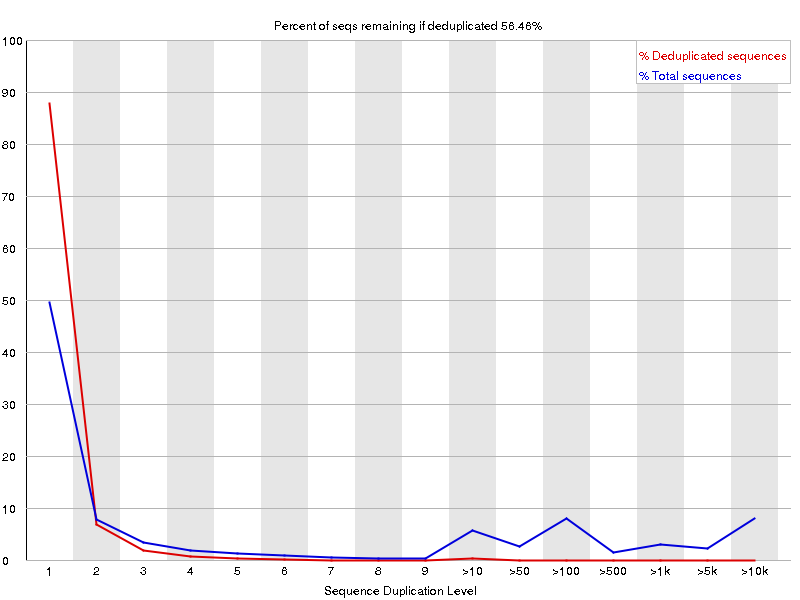 Percent of seqs remaining if deduplicated 56.46%
% Deduplicated sequences
% Total sequences
100
90
80
70
60
50
40
30
20
10
0
1 2 3 4 5 6 7 8 9 >10 >50 >100 >500 >1k >5k >10k
Sequence Duplication Level